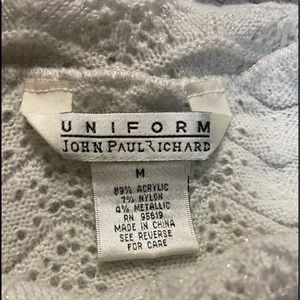 UNIFORM
JOHN PAUL RICHARD
M
89% ACRYLIC
7% NYLON
4% METALLIC
RN 95619
MADE IN CHINA
SEE REVERSE
FOR CARE